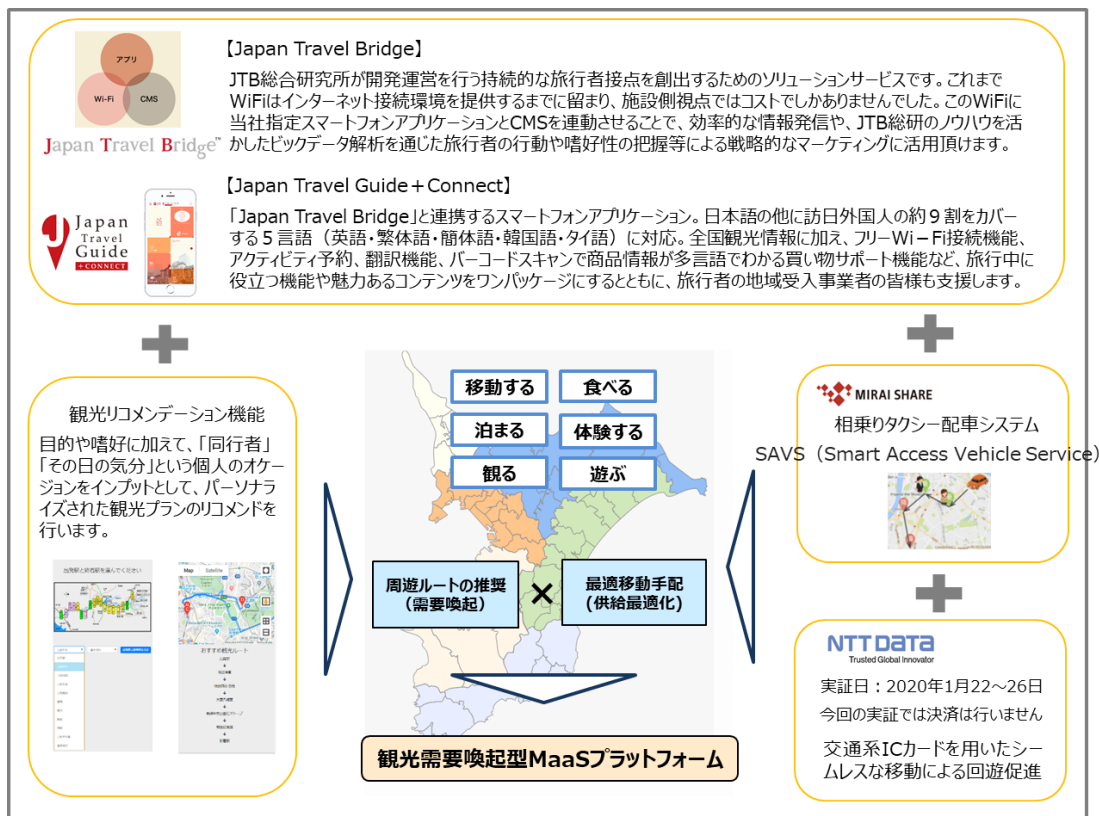 アプリ
Wi-Fi
CMS
Japan Travel Bridge™
【Japan Travel Bridge】
JTB総合研究所が開発運営を行う持続的な旅行者接点を創出するためのソリューションサービスです。これまで
WiFiはインターネット接続環境を提供するまでに留まり、施設側視点ではコストでしかありませんでした。このWiFiに
当社指定スマートフォンアプリケーションとCMSを連動させることで、効率的な情報発信や、JTB総研のノウハウを活
かしたビックデータ解析を通じた旅行者の行動や嗜好性の把握等による戦略的なマーケティングに活用頂けます。
Japan
Travel
Guide
+ CONNECT
【Japan Travel Guide+Connect】
「Japan Travel Bridge」と連携するスマートフォンアプリケーション。日本語の他に訪日外国人の約９割をカバー
する５言語（英語・繁体語・簡体語・韓国語・タイ語）に対応。全国観光情報に加え、フリーWi－Fi接続機能、
アクティビティ予約、翻訳機能、バーコードスキャンで商品情報が多言語でわかる買い物サポート機能など、旅行中に
役立つ機能や魅力あるコンテンツをワンパッケージにするとともに、旅行者の地域受入事業者の皆様も支援します。
観光リコメンデーション機能
目的や嗜好に加えて、「同行者」
「その日の気分」という個人のオケー
ジョンをインプットとして、パーソナラ
イズされた観光プランのリコメンドを
行います。
出発駅と終着駅を選んでください
Map
Satellite
おすすめ観光ルート
移動する
食べる
泊まる
体験する
観る
遊ぶ
周遊ルートの推奨
（需要喚起）
×
最適移動手配
(供給最適化)
観光需要喚起型MaaSプラットフォーム
MIRAI SHARE
相乗りタクシー配車システム
SAVS（Smart Access Vehicle Service）
NTT DATA
Trusted Global Innovator
実証日：2020年1月22～26日
今回の実証では決済は行いません
交通系ICカードを用いたシー
ムレスな移動による回遊促進